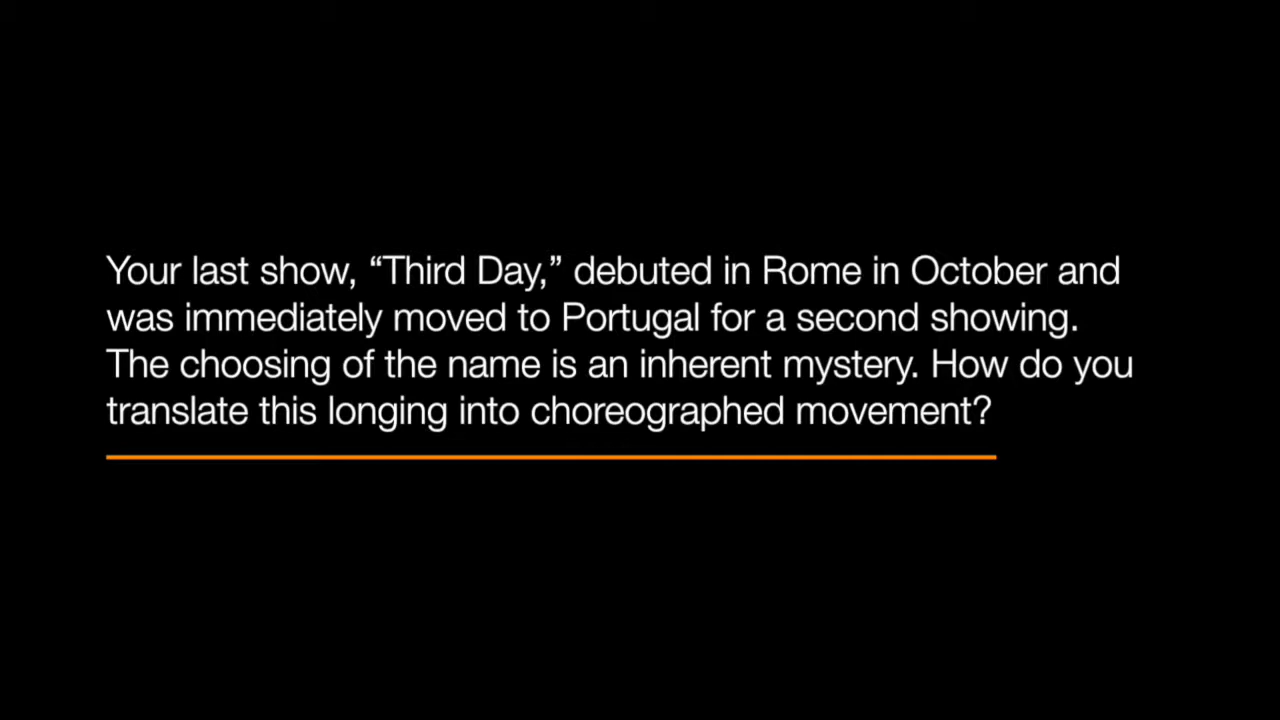 Your last show, “Third Day,” debuted in Rome in October and
was immediately moved to Portugal for a second showing.
The choosing of the name is an inherent mystery. How do you
translate this longing into choreographed movement?